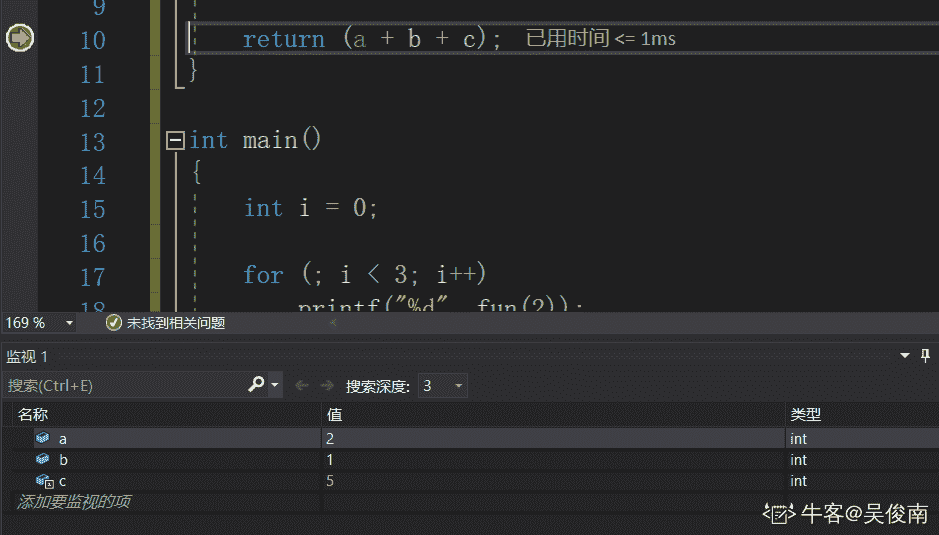 9
10 return (a + b + c); 已用时间 <= 1ms
11 }
12
13 int main()
14 {
15 int i = 0;
16
17 for (; i < 3; i++)
18 printf("%d", fun(2));
169 % 未找到相关问题
监视 1
搜索(Ctrl+E) 搜索深度: 3
名称 值 类型
a 2 int
b 1 int
c 5 int
添加要监视的项
牛客@吴俊南